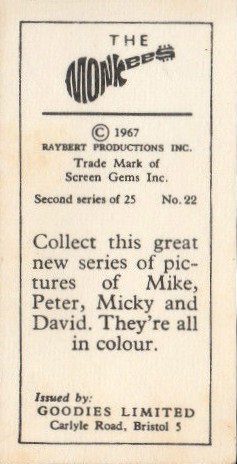 THE
MONKEES
© 1967
RAYBERT PRODUCTIONS INC.
Trade Mark of
Screen Gems Inc.
Second series of 25 No. 22
Collect this great
new series of pic-
tures of Mike,
Peter, Micky and
David. They're all
in colour.
Issued by:
GOODIES LIMITED
Carlyle Road, Bristol 5